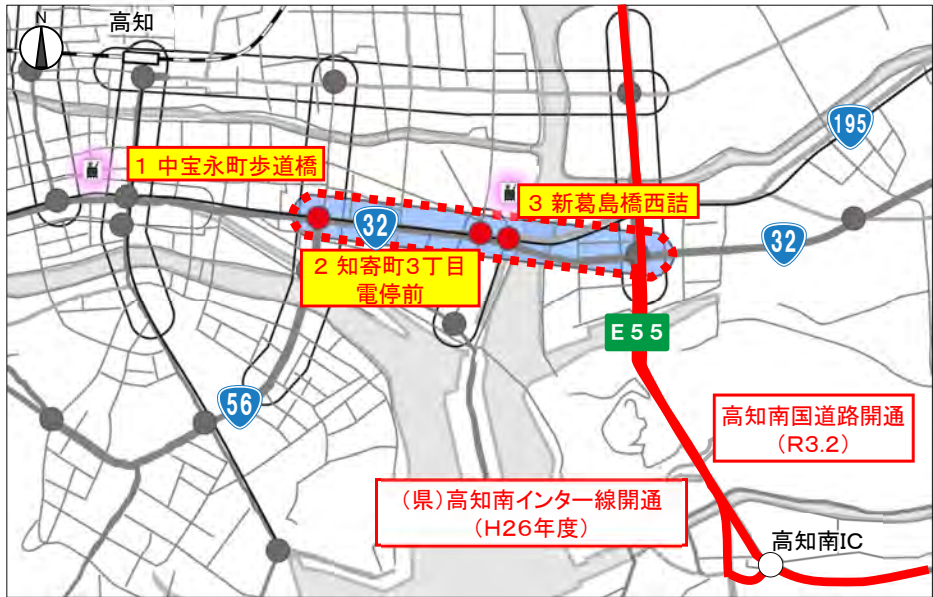 N
高知
195
1 中宝永町歩道橋
3 新葛島橋西詰
32
32
2 知寄町3丁目
電停前
E55
56
高知南国道路開通
(R3.2)
(県)高知南インター線開通
(H26年度)
高知南IC